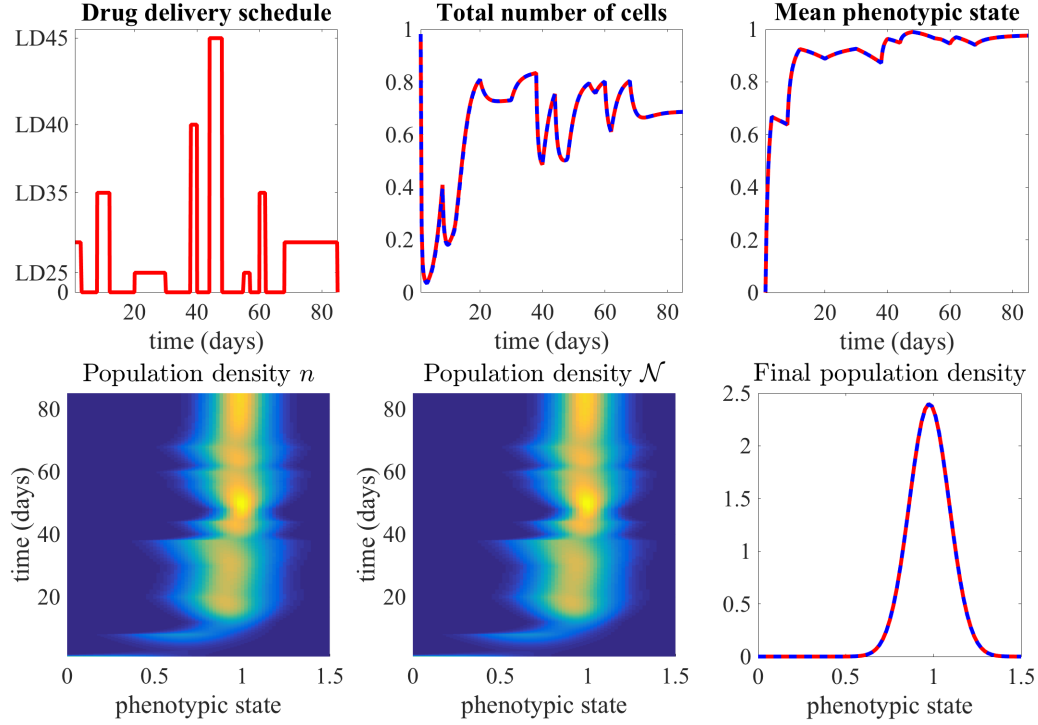 Drug delivery schedule
LD45
LD40
LD35
LD25
0
20
40
60
80
time (days)
Total number of cells
1
0.8
0.6
0.4
0.2
0
20
40
60
80
time (days)
Mean phenotypic state
1
0.8
0.6
0.4
0.2
0
20
40
60
80
time (days)
Population density n
time (days)
80
60
40
20
0
0.5
1
1.5
phenotypic state
Population density 𝒩
time (days)
80
60
40
20
0
0.5
1
1.5
phenotypic state
Final population density
2.5
2
1.5
1
0.5
0
0
0.5
1
1.5
phenotypic state